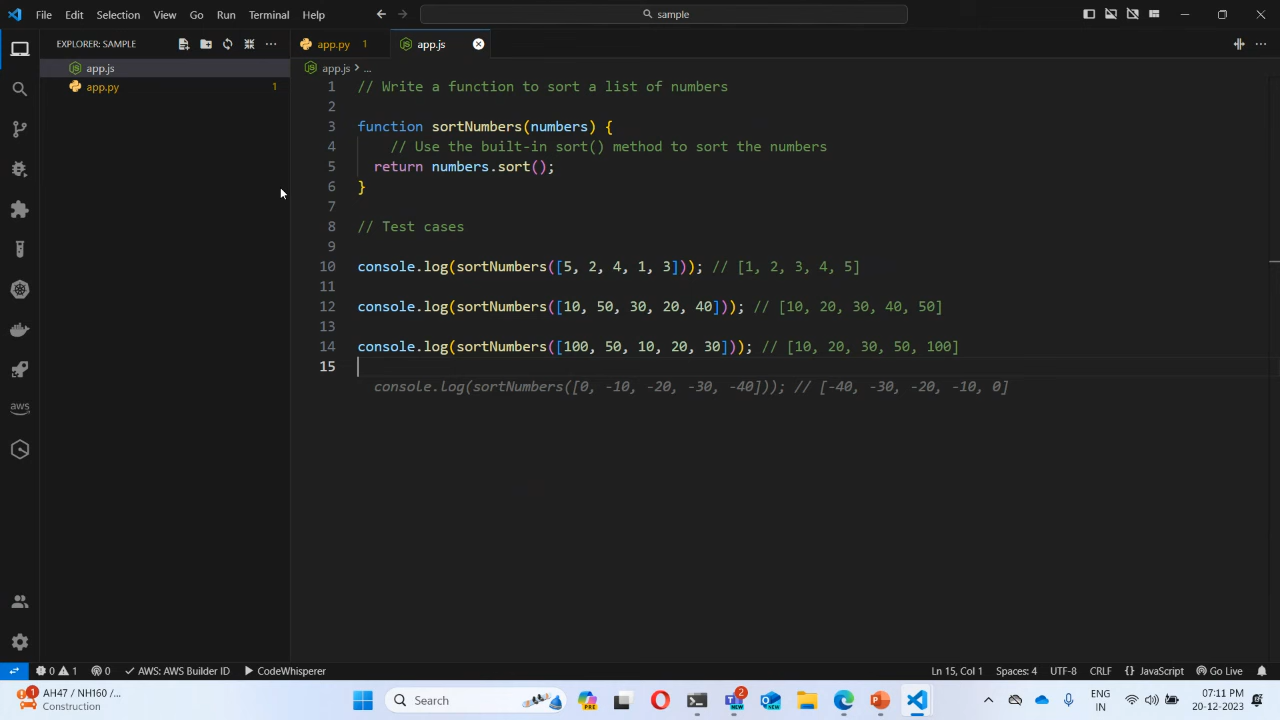 File Edit Selection View Go Run Terminal Help
sample
EXPLORER: SAMPLE
app.py 1
app.js
app.js
app.py 1
app.js > ...
1 // Write a function to sort a list of numbers
2
3 function sortNumbers(numbers) {
4 // Use the built-in sort() method to sort the numbers
5 return numbers.sort();
6 }
7
8 // Test cases
9
10 console.log(sortNumbers([5, 2, 4, 1, 3])); // [1, 2, 3, 4, 5]
11
12 console.log(sortNumbers([10, 50, 30, 20, 40])); // [10, 20, 30, 40, 50]
13
14 console.log(sortNumbers([100, 50, 10, 20, 30])); // [10, 20, 30, 50, 100]
15
console.log(sortNumbers([0, -10, -20, -30, -40])); // [-40, -30, -20, -10, 0]
aws
0 1 0 AWS: AWS Builder ID CodeWhisperer Ln 15, Col 1 Spaces: 4 UTF-8 CRLF {} JavaScript Go Live
1
AH47 / NH160 /...
Construction
Search
PRE
2
NEW
NEW
ENG
IN
07:11 PM
20-12-2023